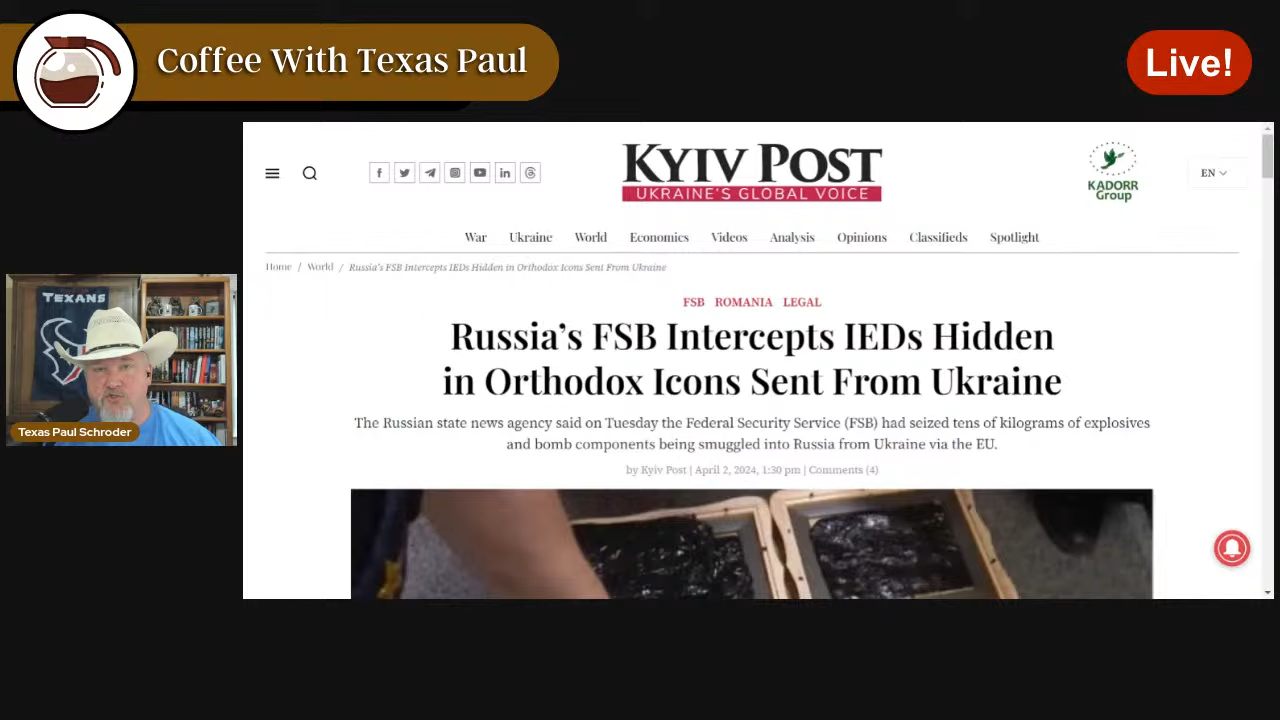 Coffee With Texas Paul
Live!
KYIV POST
UKRAINE'S GLOBAL VOICE
KADORR
Group
EN
War Ukraine World Economics Videos Analysis Opinions Classifieds Spotlight
Home / World / Russia's FSB Intercepts IEDs Hidden in Orthodox Icons Sent From Ukraine
FSB ROMANIA LEGAL
Russia's FSB Intercepts IEDs Hidden
in Orthodox Icons Sent From Ukraine
The Russian state news agency said on Tuesday the Federal Security Service (FSB) had seized tens of kilograms of explosives
and bomb components being smuggled into Russia from Ukraine via the EU.
by Kyiv Post | April 2, 2024, 1:30 pm | Comments (4)
TEXANS
Texas Paul Schroder